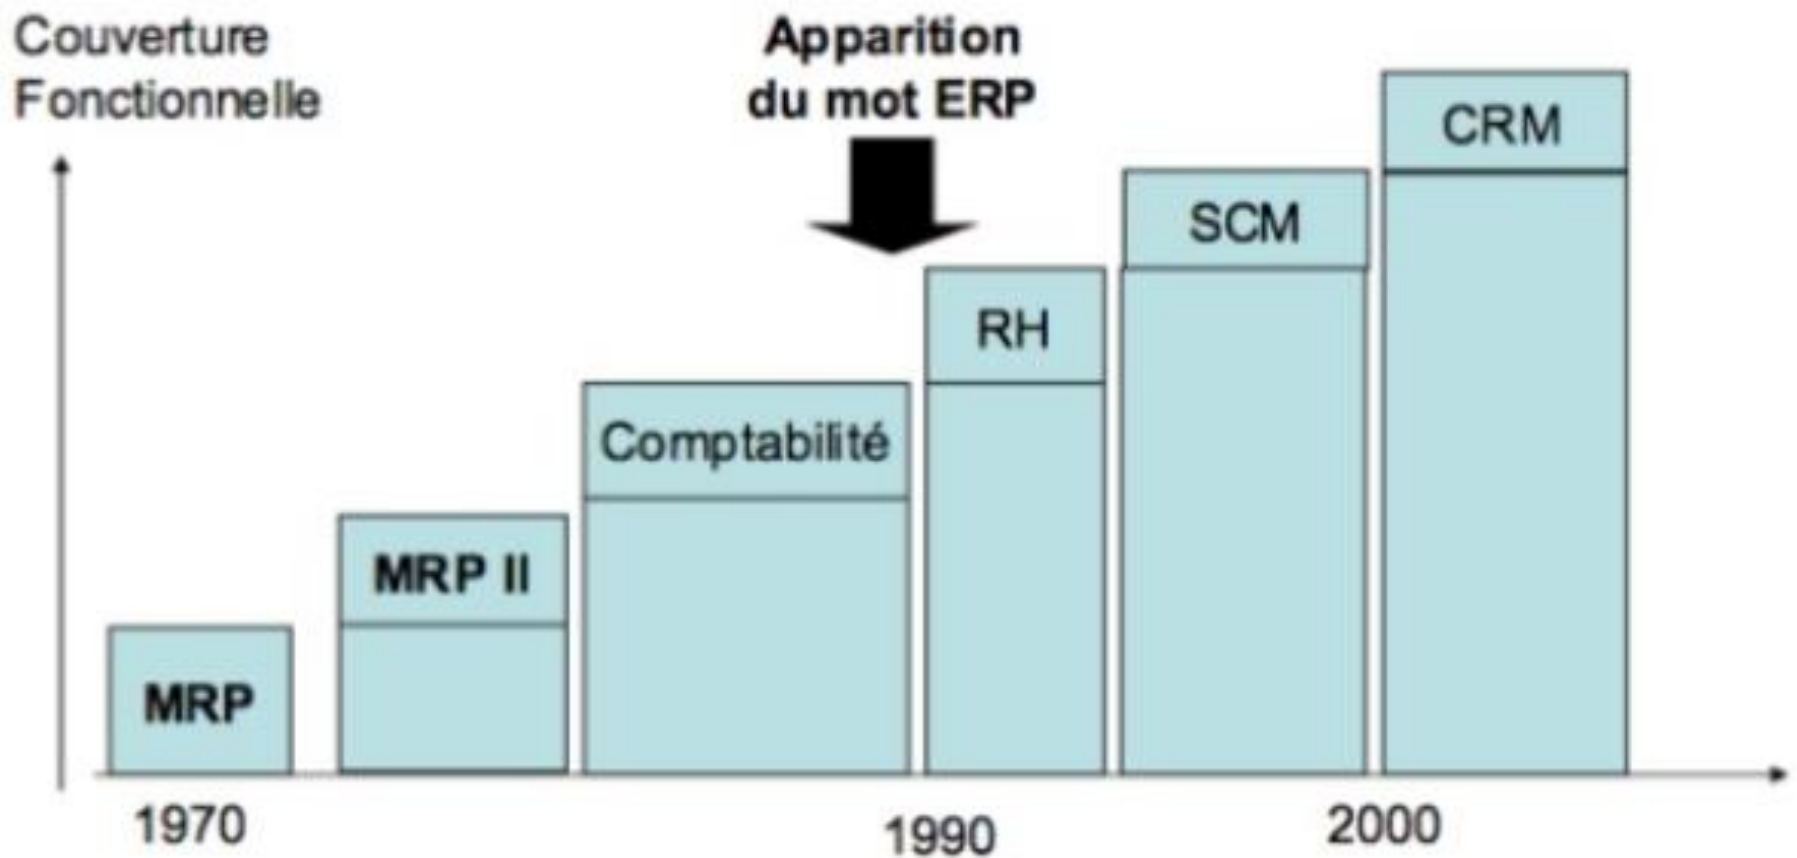 Couverture
Fonctionnelle
Apparition
du mot ERP
CRM
SCM
RH
Comptabilité
MRP II
MRP
1970
1990
2000